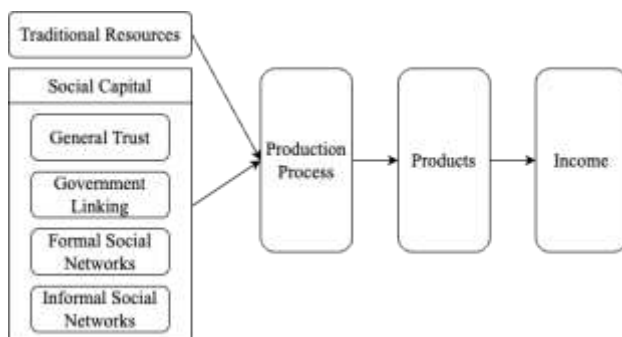 Traditional Resources
Social Capital
General Trust
Government
Linking
Formal Social
Networks
Informal Social
Networks
Production
Process
Products
Income